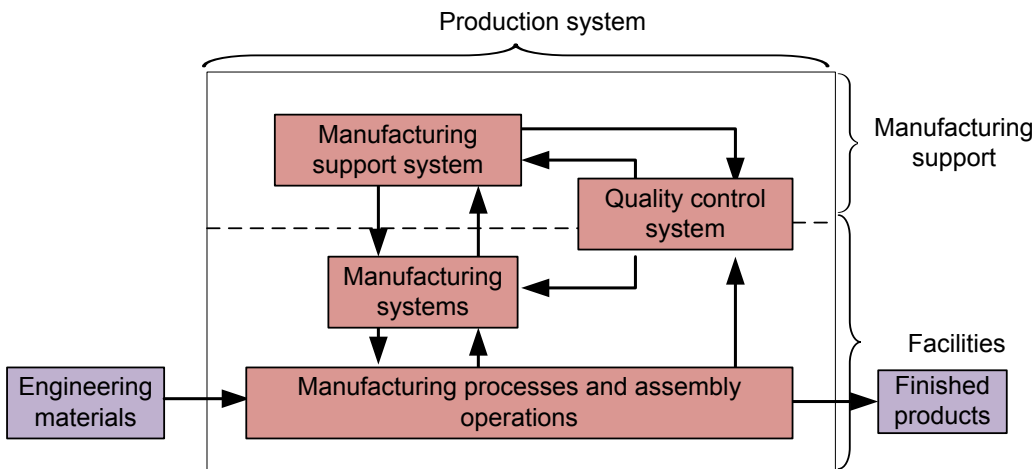 Production system
Manufacturing
support system
Manufacturing
support
Quality control
system
Manufacturing
systems
Facilities
Engineering
materials
Manufacturing processes and assembly
operations
Finished
products